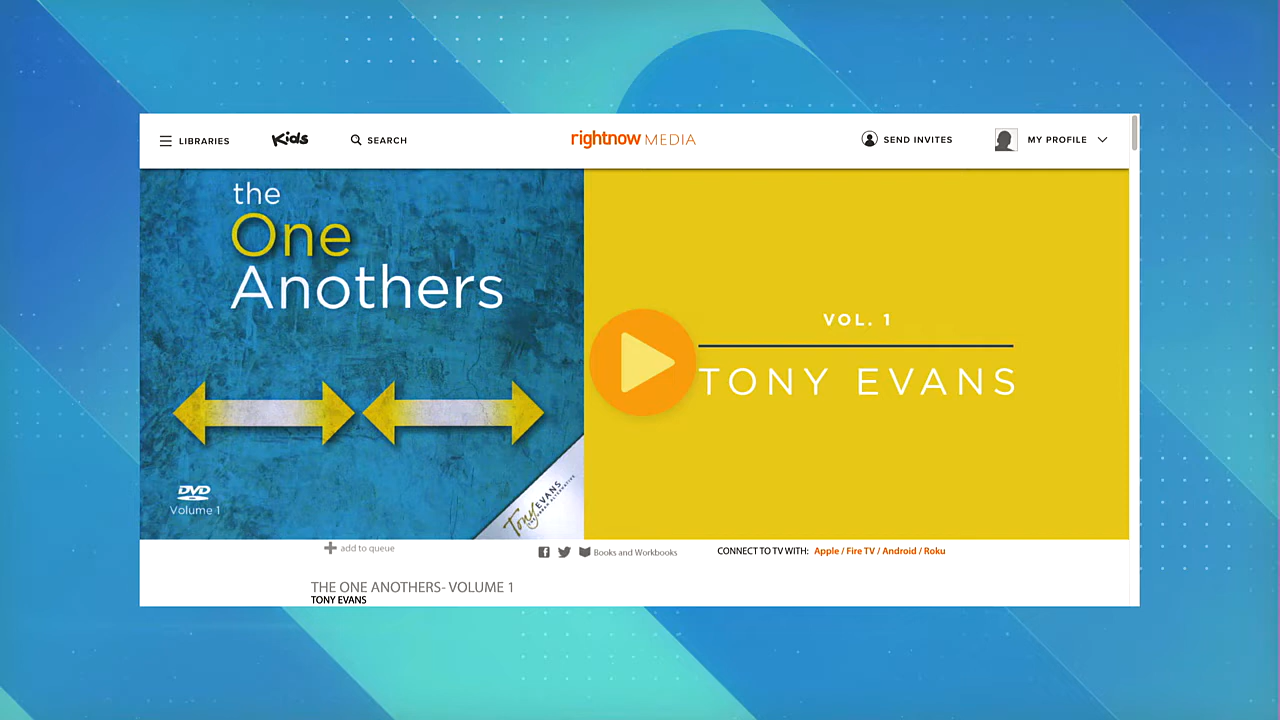 LIBRARIES
Kids
SEARCH
rightnow MEDIA
SEND INVITES
MY PROFILE
the
One
Anothers
DVD
Volume 1
Tony EVANS
VOL. 1
TONY EVANS
add to queue
Books and Workbooks
CONNECT TO TV WITH: Apple / Fire TV / Android / Roku
THE ONE ANOTHERS- VOLUME 1
TONY EVANS